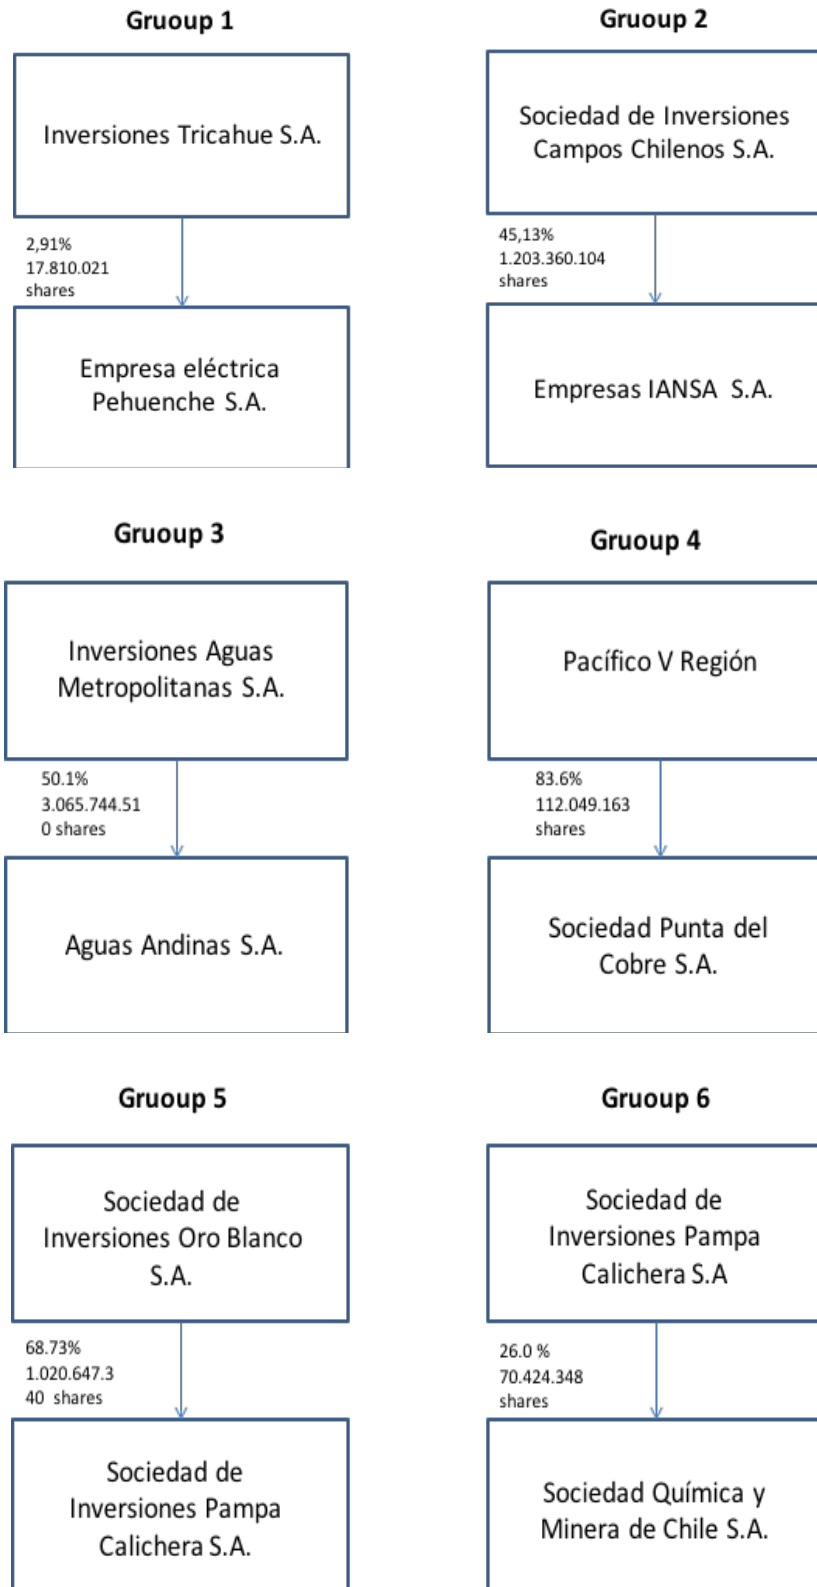 Gruoup 1
Inversiones Tricahue S.A.
2,91%
17.810.021
shares
Empresa eléctrica
Pehuenche S.A.
Gruoup 2
Sociedad de Inversiones
Campos Chilenos S.A.
45,13%
1.203.360.104
shares
Empresas IANSA S.A.
Gruoup 3
Inversiones Aguas
Metropolitanas S.A.
50.1%
3.065.744.51
0 shares
Aguas Andinas S.A.
Gruoup 4
Pacífico V Región
83.6%
112.049.163
shares
Sociedad Punta del
Cobre S.A.
Gruoup 5
Sociedad de
Inversiones Oro Blanco
S.A.
68.73%
1.020.647.3
40 shares
Sociedad de
Inversiones Pampa
Calichera S.A.
Gruoup 6
Sociedad de
Inversiones Pampa
Calichera S.A
26.0 %
70.424.348
shares
Sociedad Química y
Minera de Chile S.A.